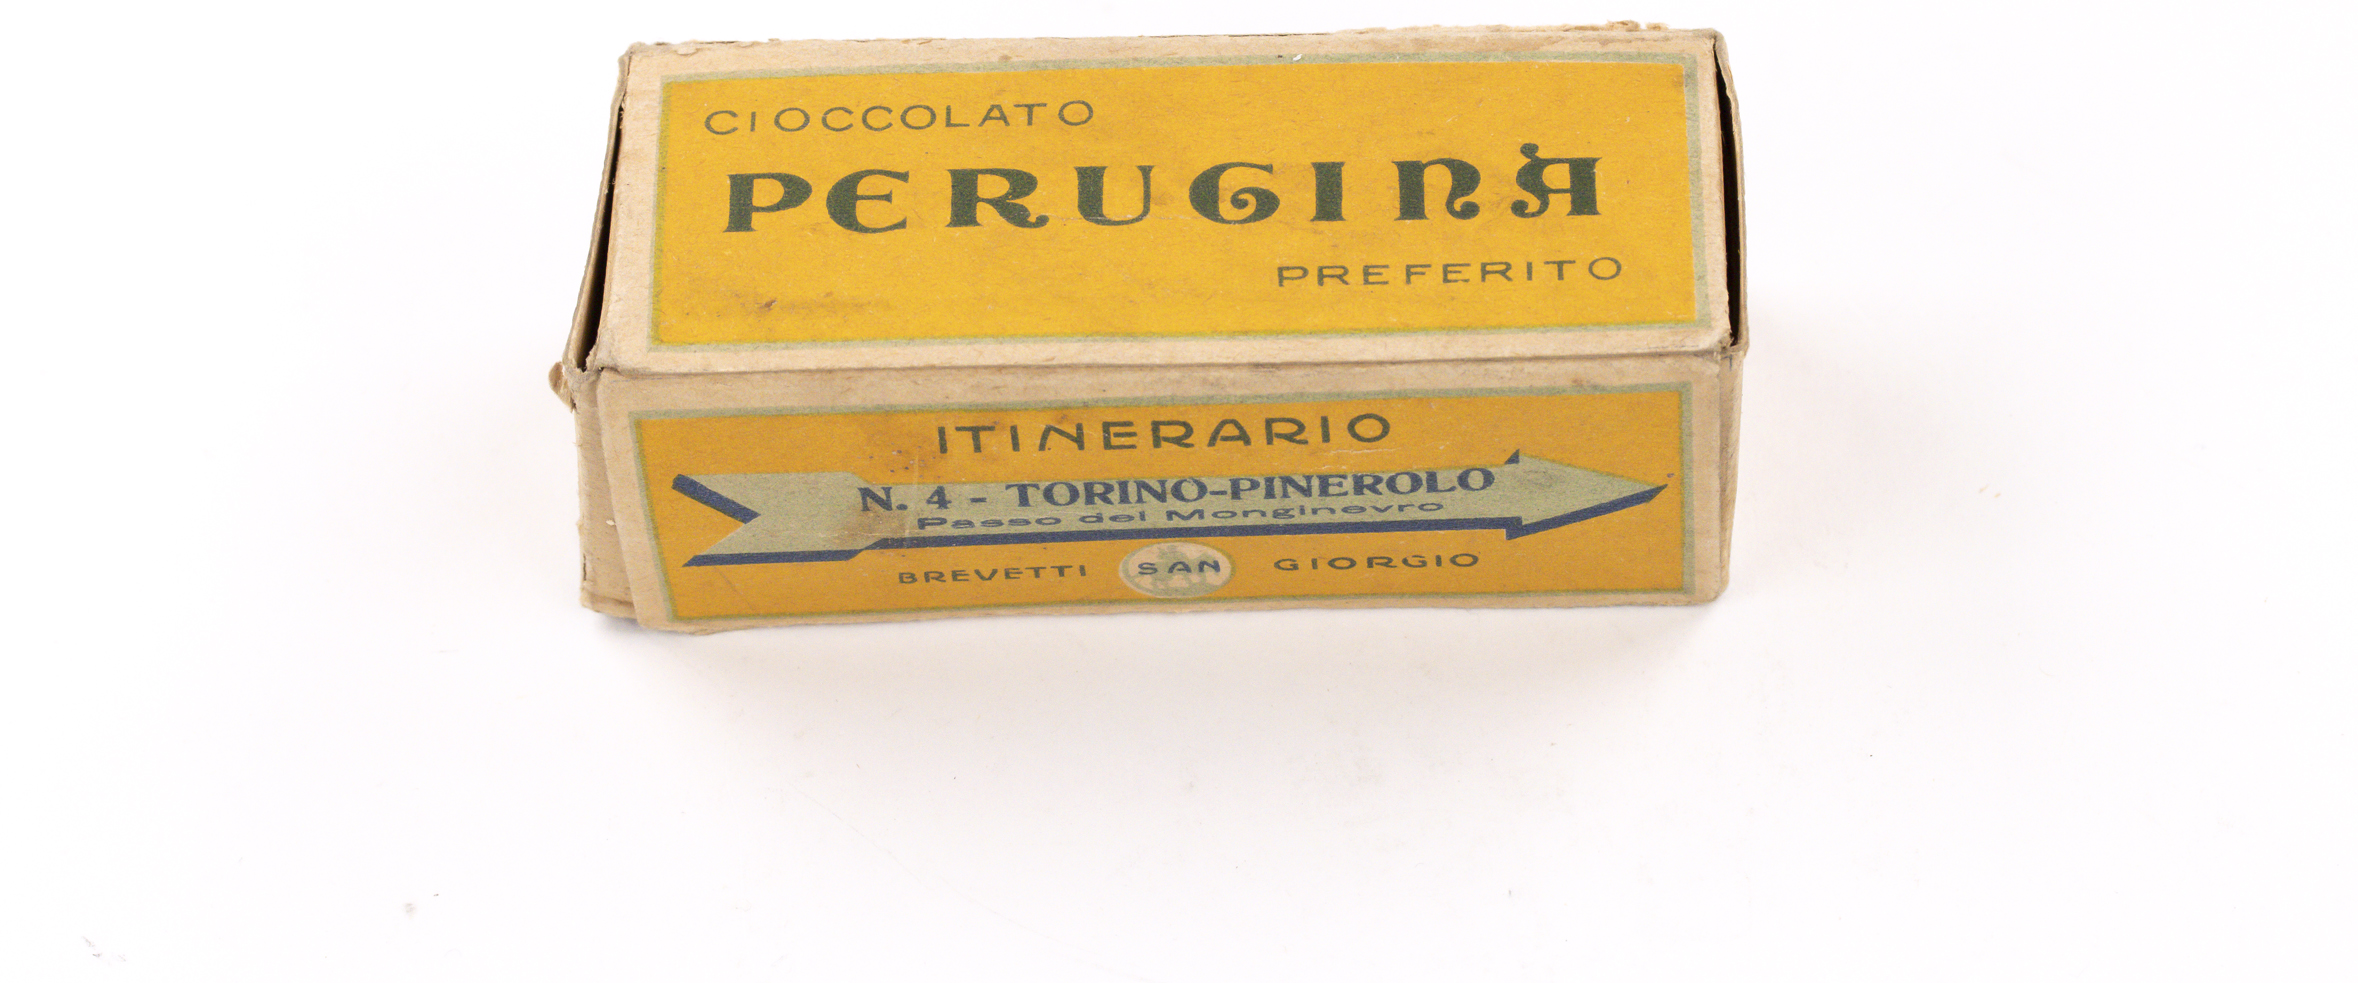 CIOCCOLATO
PERUGINA
PREFERITO
ITINERARIO
N. 4 - TORINO-PINEROLO
Passo del Monginevro
BREVETTI SAN GIORGIO